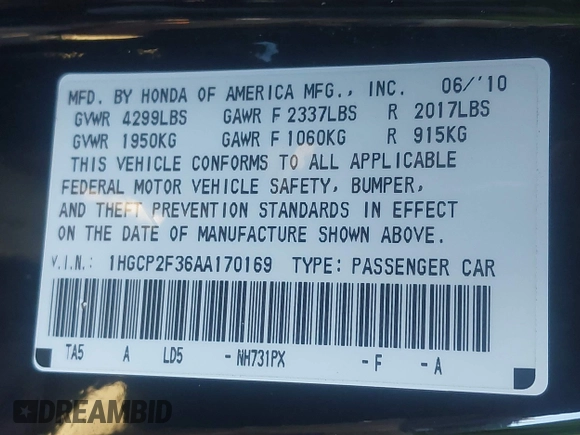 MFD. BY HONDA OF AMERICA MFG., INC. 06/'10
GVWR 4299LBS GAWR F 2337LBS R 2017LBS
GVWR 1950KG GAWR F 1060KG R 915KG
THIS VEHICLE CONFORMS TO ALL APPLICABLE
FEDERAL MOTOR VEHICLE SAFETY, BUMPER,
AND THEFT PREVENTION STANDARDS IN EFFECT
ON THE DATE OF MANUFACTURE SHOWN ABOVE.
V.I.N.: 1HGCP2F36AA170169 TYPE: PASSENGER CAR
TA5 A LD5 - NH731PX - F - A
DREAMBID